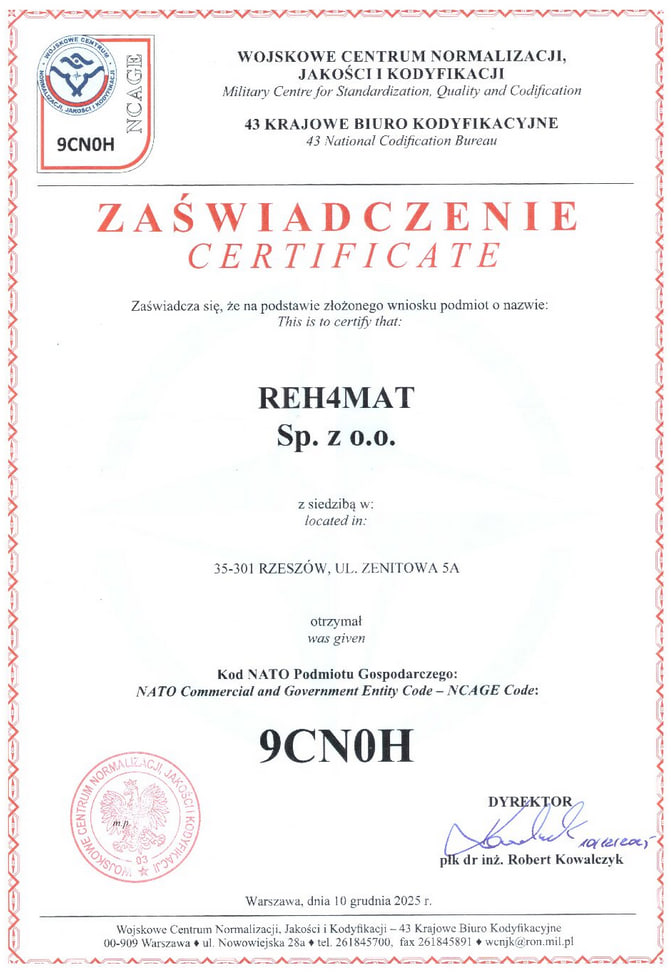 WOJSKOWE CENTRUM
NORMALIZACJI, JAKOŚCI I KODYFIKACJI
NCAGE
9CN0H
WOJSKOWE CENTRUM NORMALIZACJI,
JAKOŚCI I KODYFIKACJI
Military Centre for Standardization, Quality and Codification
43 KRAJOWE BIURO KODYFIKACYJNE
43 National Codification Bureau
ZAŚWIADCZENIE
CERTIFICATE
Zaświadcza się, że na podstawie złożonego wniosku podmiot o nazwie:
This is to certify that:
REH4MAT
Sp. z o.o.
z siedzibą w:
located in:
35-301 RZESZÓW, UL. ZENITOWA 5A
otrzymał
was given
Kod NATO Podmiotu Gospodarczego:
NATO Commercial and Government Entity Code – NCAGE Code:
9CN0H
WOJSKOWE CENTRUM NORMALIZACJI, JAKOŚCI I KODYFIKACJI
m.p.
03
DYREKTOR
10/12/2025
płk dr inż. Robert Kowalczyk
Warszawa, dnia 10 grudnia 2025 r.
Wojskowe Centrum Normalizacji, Jakości i Kodyfikacji – 43 Krajowe Biuro Kodyfikacyjne
00-909 Warszawa ♦ ul. Nowowiejska 28a ♦ tel. 261845700, fax 261845891 ♦ wcnjk@ron.mil.pl